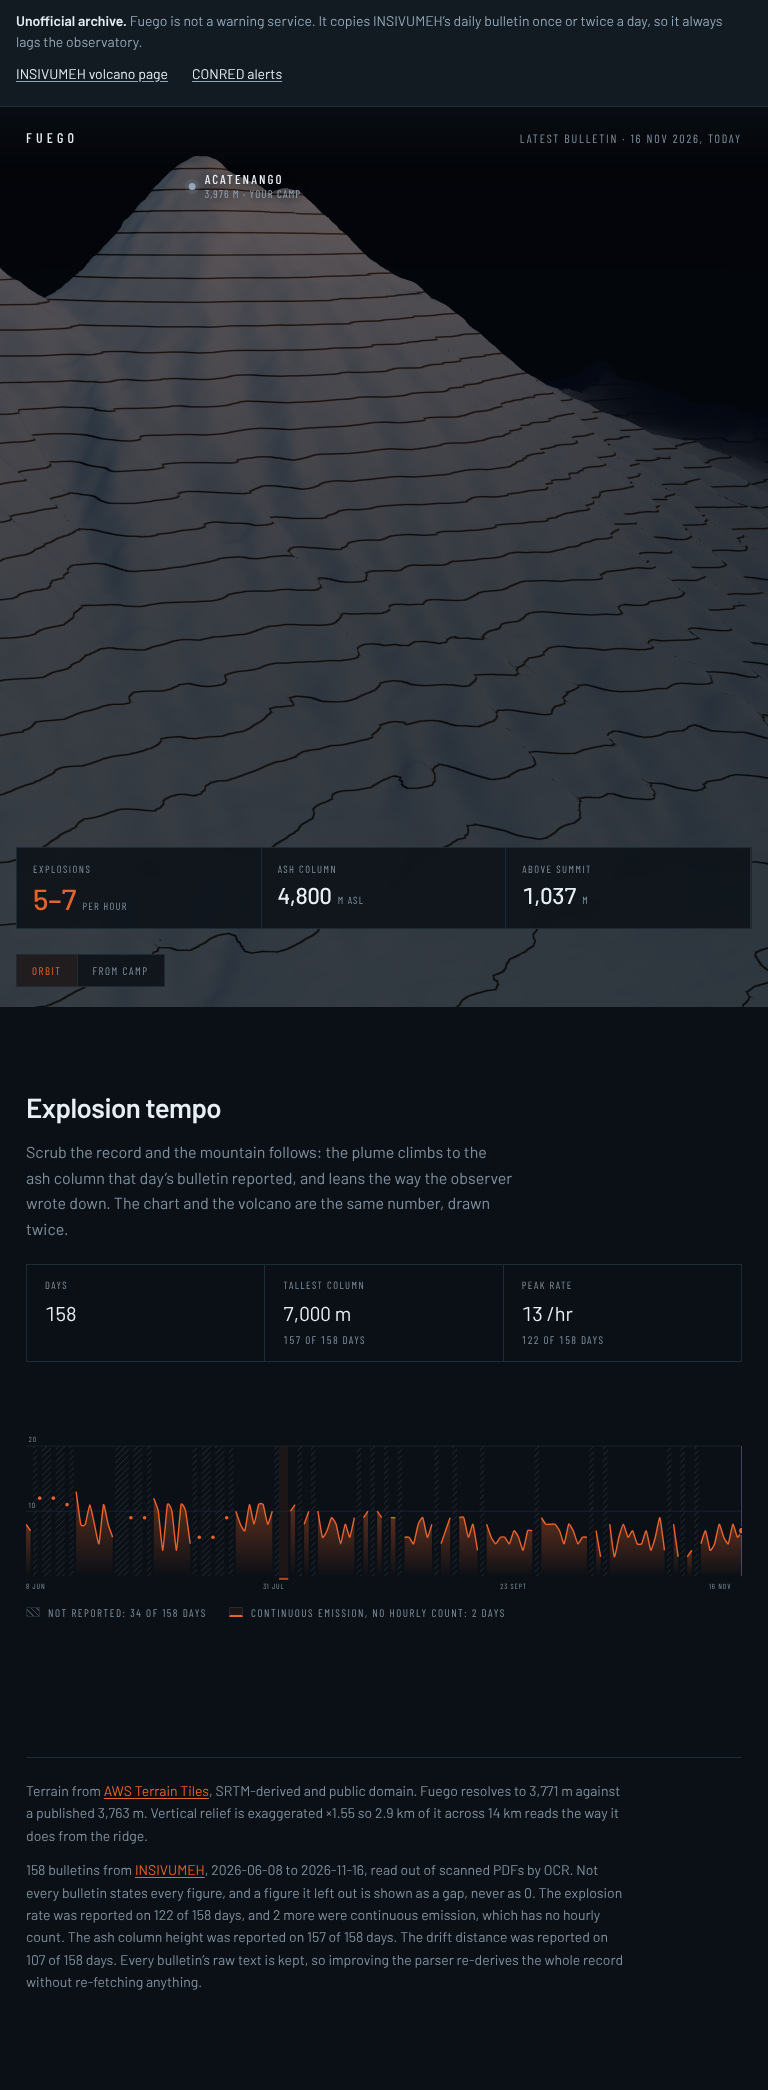 Unofficial archive. Fuego is not a warning service. It copies INSIVUMEH's daily bulletin once or twice a day, so it always
lags the observatory.
INSIVUMEH volcano page CONRED alerts
FUEGO LATEST BULLETIN · 16 NOV 2026, TODAY
ACATENANGO
3,976 M · YOUR CAMP
EXPLOSIONS ASH COLUMN ABOVE SUMMIT
5–7 PER HOUR 4,800 M ASL 1,037 M
ORBIT FROM CAMP
Explosion tempo
Scrub the record and the mountain follows: the plume climbs to the
ash column that day's bulletin reported, and leans the way the observer
wrote down. The chart and the volcano are the same number, drawn
twice.
DAYS TALLEST COLUMN PEAK RATE
158 7,000 m 13 /hr
157 OF 158 DAYS 122 OF 158 DAYS
20
10
8 JUN 31 JUL 23 SEPT 16 NOV
NOT REPORTED: 34 OF 158 DAYS CONTINUOUS EMISSION, NO HOURLY COUNT: 2 DAYS
Terrain from AWS Terrain Tiles, SRTM-derived and public domain. Fuego resolves to 3,771 m against
a published 3,763 m. Vertical relief is exaggerated ×1.55 so 2.9 km of it across 14 km reads the way it
does from the ridge.
158 bulletins from INSIVUMEH, 2026-06-08 to 2026-11-16, read out of scanned PDFs by OCR. Not
every bulletin states every figure, and a figure it left out is shown as a gap, never as 0. The explosion
rate was reported on 122 of 158 days, and 2 more were continuous emission, which has no hourly
count. The ash column height was reported on 157 of 158 days. The drift distance was reported on
107 of 158 days. Every bulletin's raw text is kept, so improving the parser re-derives the whole record
without re-fetching anything.